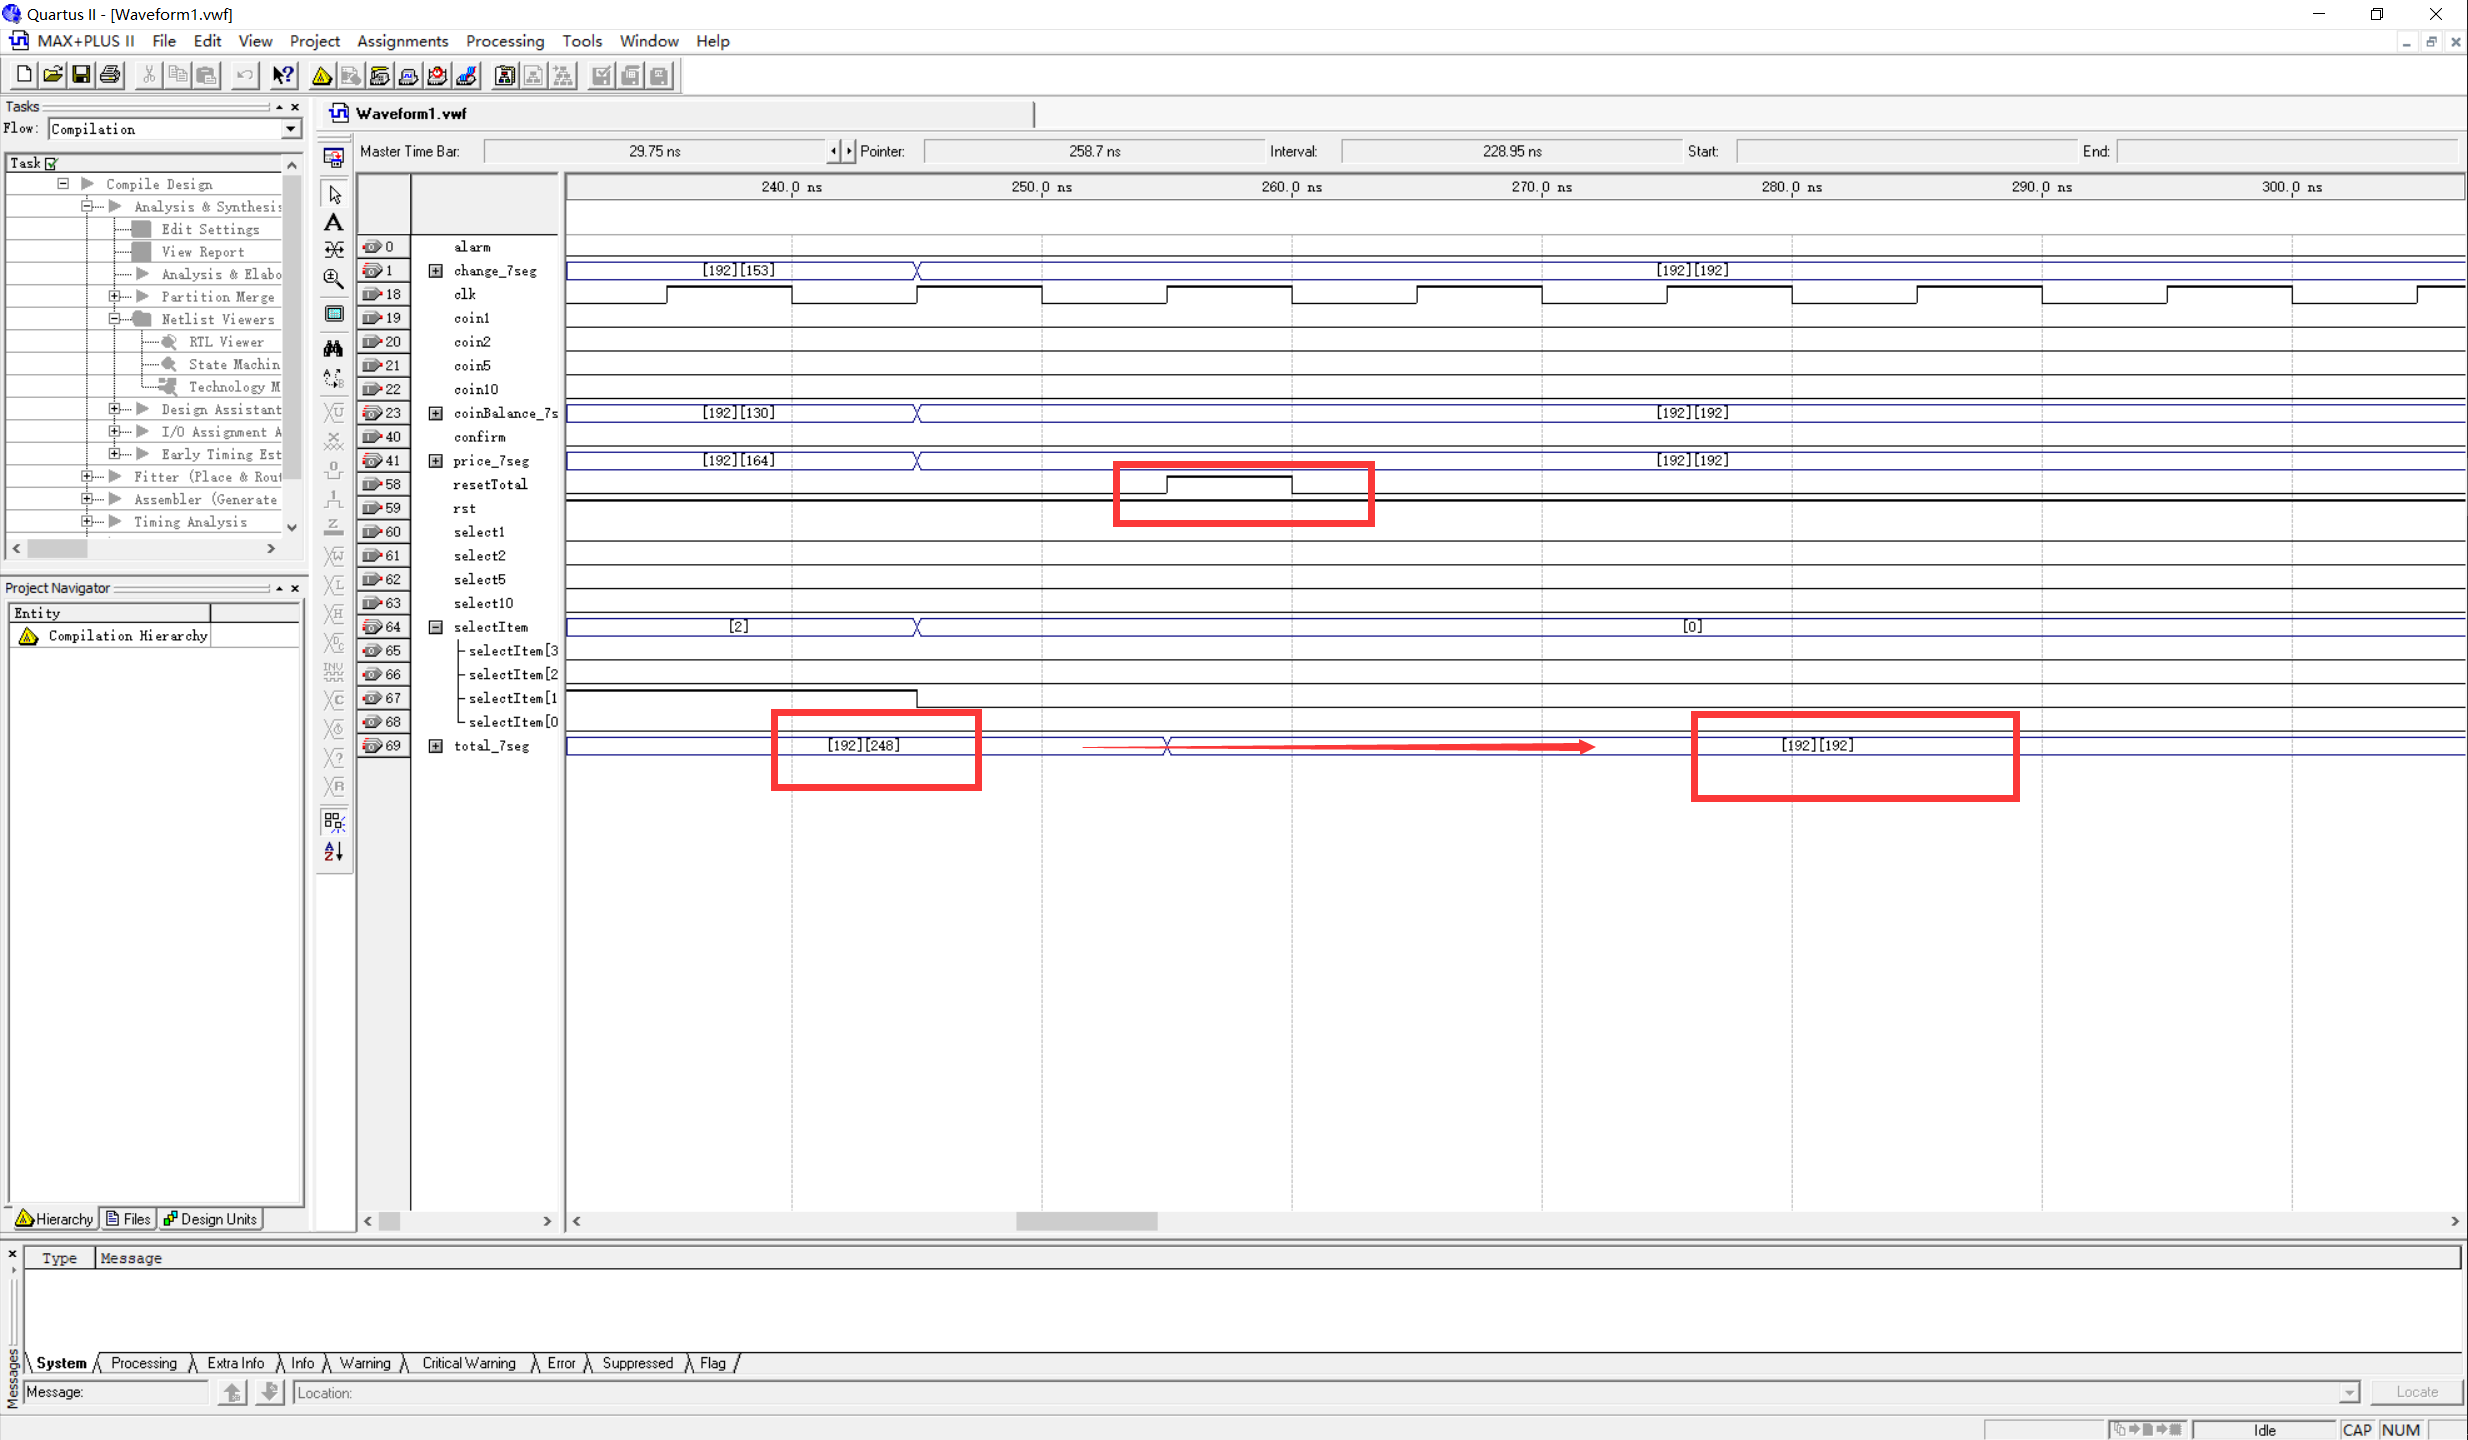 Quartus II - [Waveform1.vwf]
MAX+PLUS II File Edit View Project Assignments Processing Tools Window Help
Tasks
Flow: Compilation
Task
Compile Design
Analysis & Synthesis
Edit Settings
View Report
Analysis & Elabo
Partition Merge
Netlist Viewers
RTL Viewer
State Machin
Technology M
Design Assistant
I/O Assignment A
Early Timing Est
Fitter (Place & Rout
Assembler (Generate
Timing Analysis
Project Navigator
Entity
Compilation Hierarchy
Hierarchy Files Design Units
Waveform1.vwf
Master Time Bar: 29.75 ns Pointer: 258.7 ns Interval: 228.95 ns Start: End:
240.0 ns 250.0 ns 260.0 ns 270.0 ns 280.0 ns 290.0 ns 300.0 ns
0 alarm
1 change_7seg [192][153] [192][192]
18 clk
19 coin1
20 coin2
21 coin5
22 coin10
23 coinBalance_7s [192][130] [192][192]
40 confirm
41 price_7seg [192][164] [192][192]
58 resetTotal
59 rst
60 select1
61 select2
62 select5
63 select10
64 selectItem [2] [0]
65 selectItem[3
66 selectItem[2
67 selectItem[1
68 selectItem[0
69 total_7seg [192][248] [192][192]
Type Message
System Processing Extra Info Info Warning Critical Warning Error Suppressed Flag
Messages
Message: Location: Locate
Idle CAP NUM